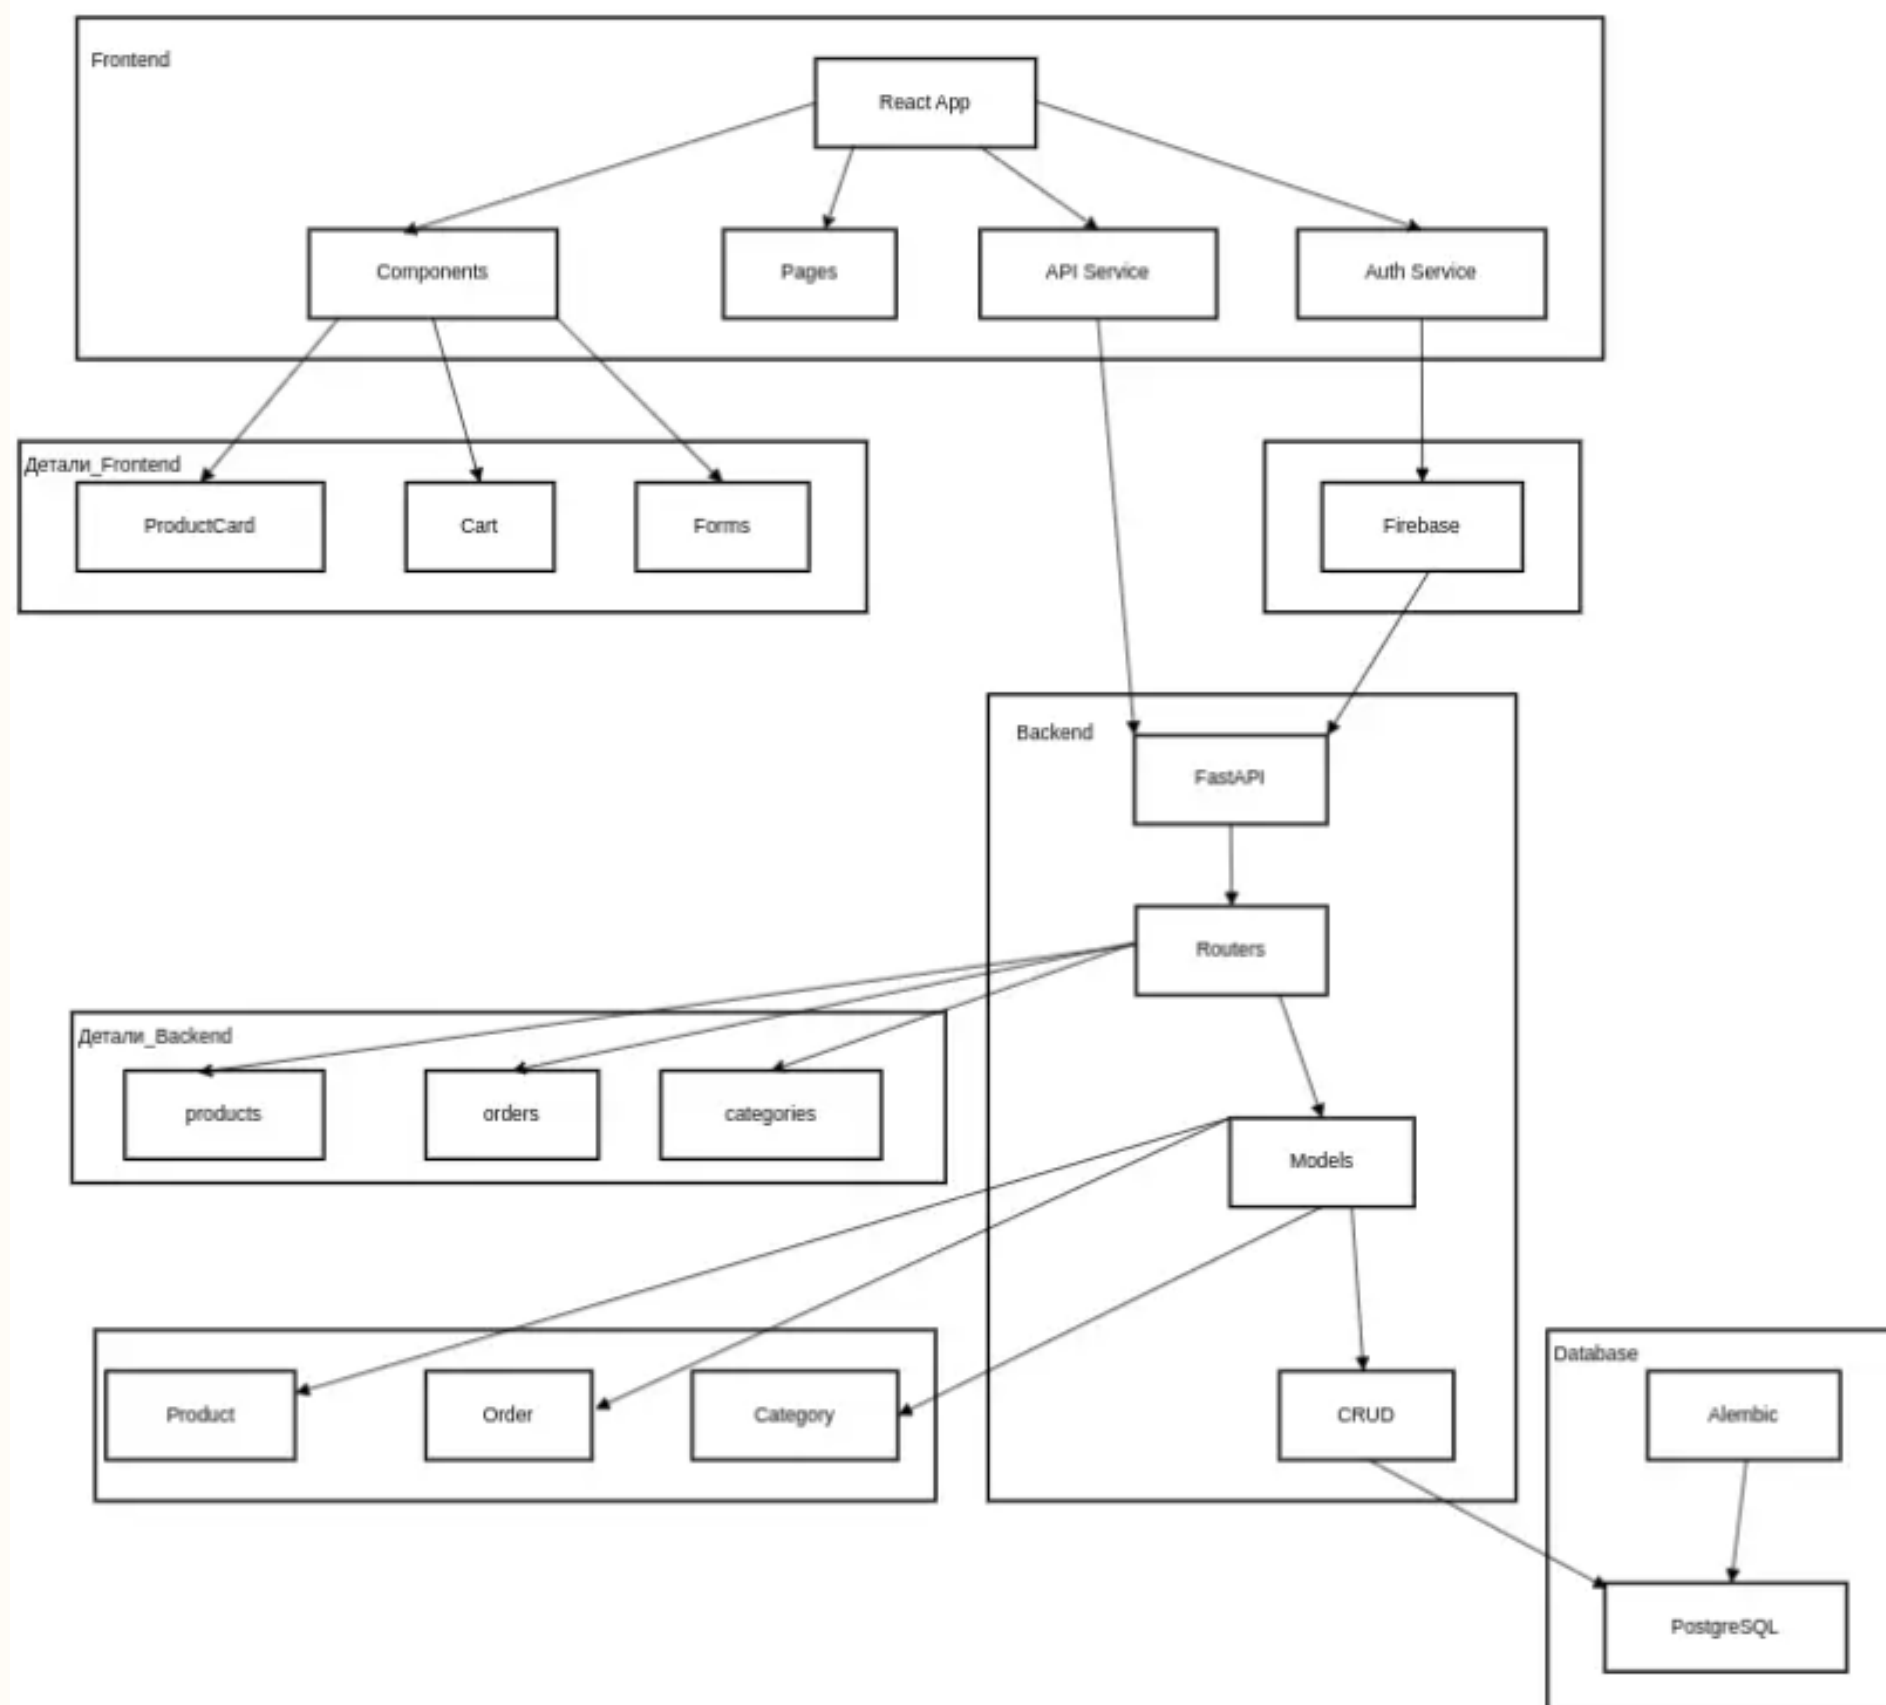 Frontend
React App
Components
Pages
API Service
Auth Service
Детали_Frontend
ProductCard
Cart
Forms
Firebase
Backend
FastAPI
Routers
Детали_Backend
products
orders
categories
Models
Product
Order
Category
CRUD
Database
Alembic
PostgreSQL